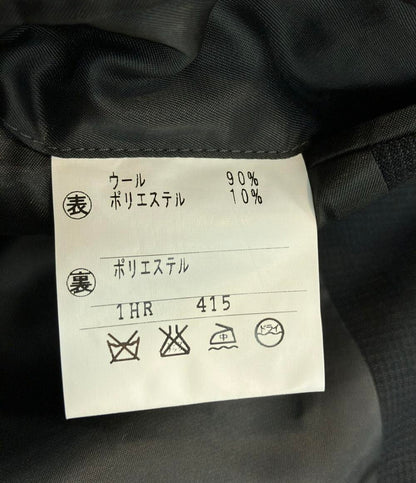 表
ウール 90%
ポリエステル 10%
裏
ポリエステル
1HR 415
中
ドライ